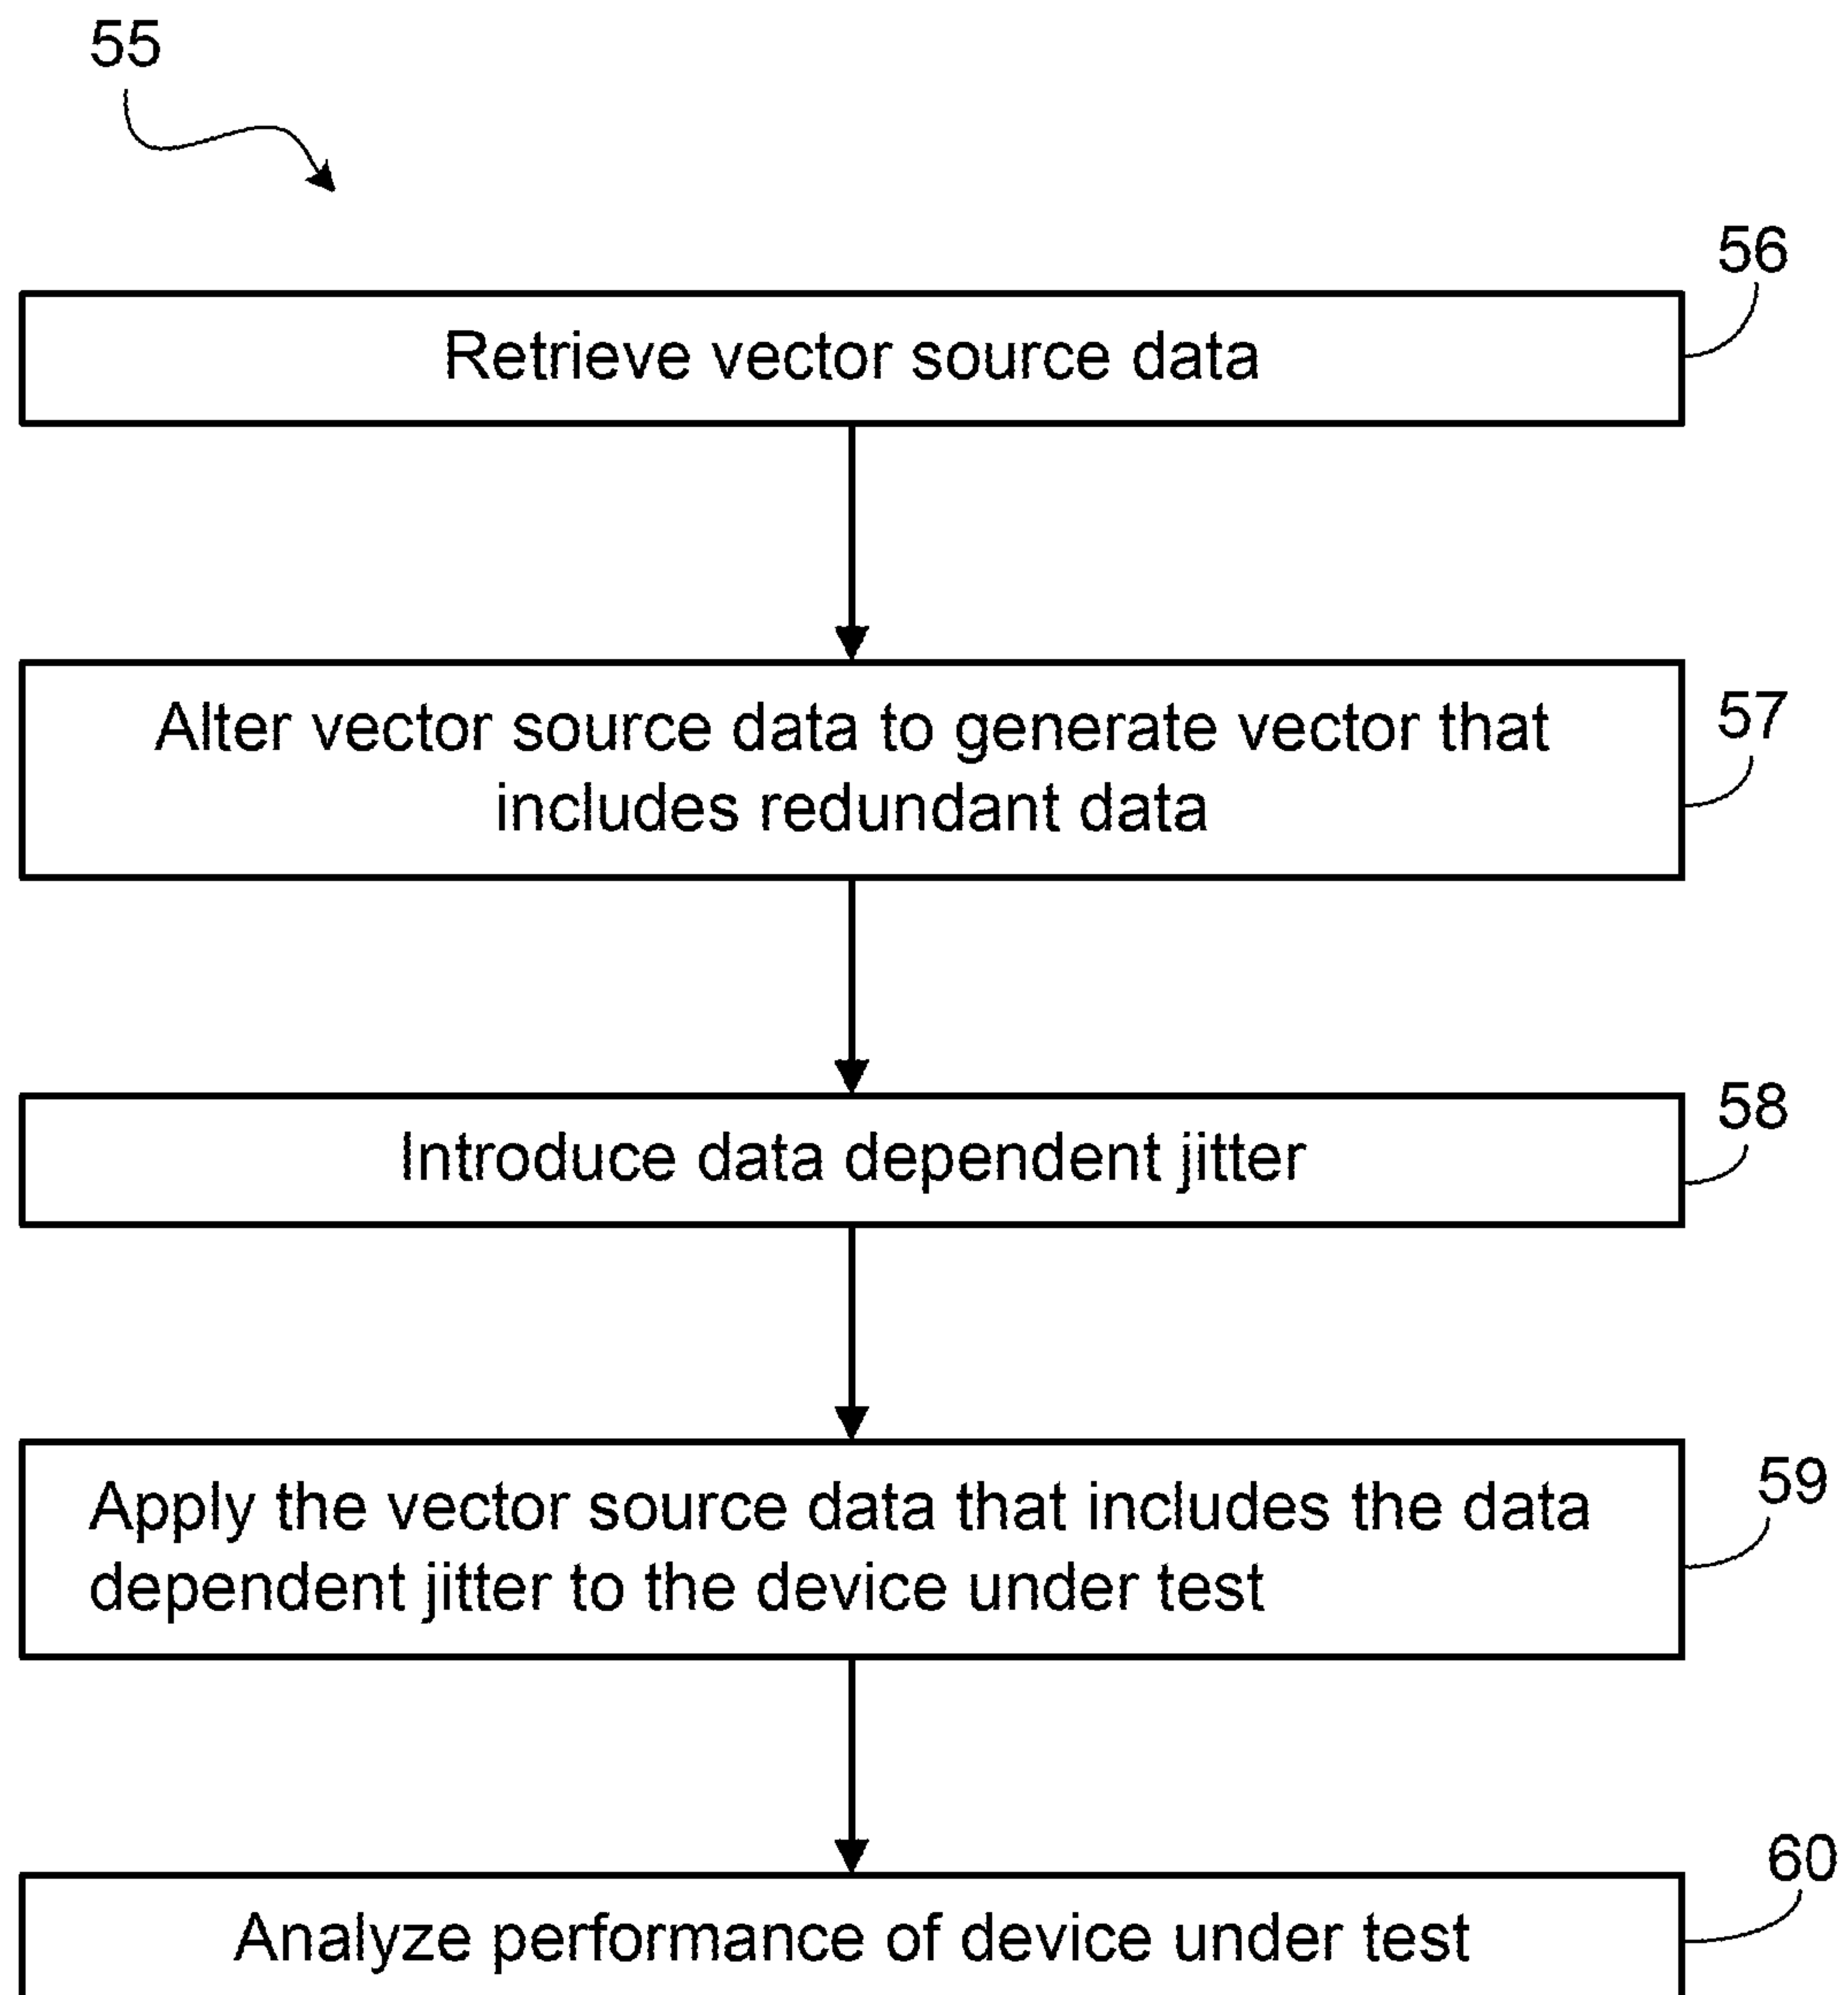 55
56
Retrieve vector source data
57
Alter vector source data to generate vector that
includes redundant data
58
Introduce data dependent jitter
59
Apply the vector source data that includes the data
dependent jitter to the device under test
60
Analyze performance of device under test